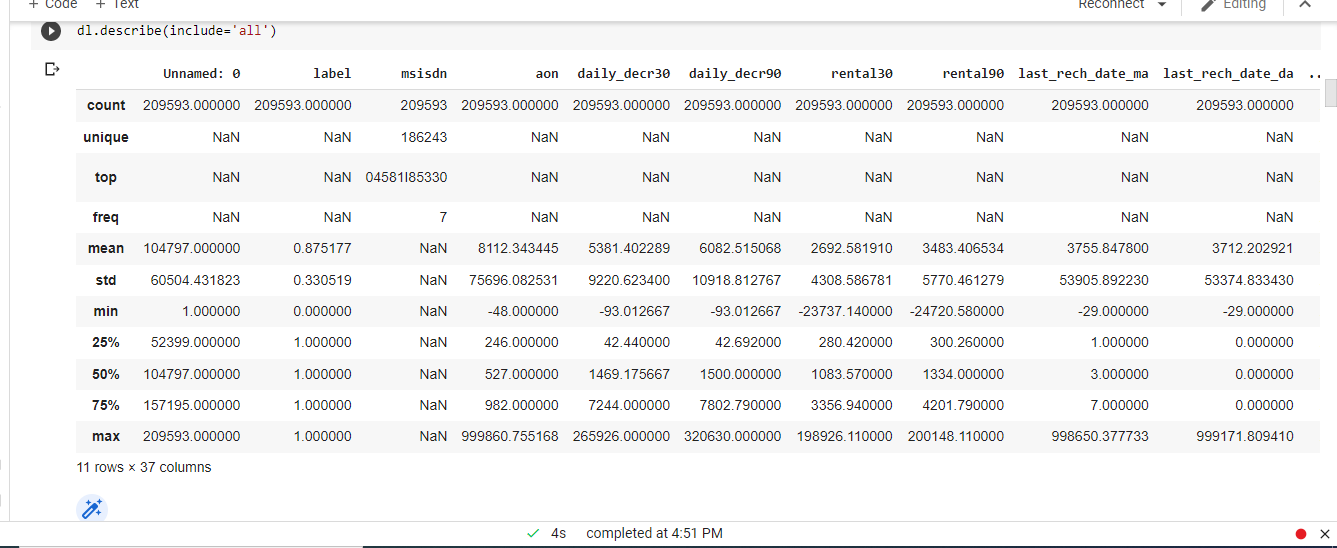 + Code + Text Reconnect Editing
dl.describe(include='all')
Unnamed: 0 label msisdn aon daily_decr30 daily_decr90 rental30 rental90 last_rech_date_ma last_rech_date_da ..
count 209593.000000 209593.000000 209593 209593.000000 209593.000000 209593.000000 209593.000000 209593.000000 209593.000000 209593.000000
unique NaN NaN 186243 NaN NaN NaN NaN NaN NaN NaN
top NaN NaN 04581I85330 NaN NaN NaN NaN NaN NaN NaN
freq NaN NaN 7 NaN NaN NaN NaN NaN NaN NaN
mean 104797.000000 0.875177 NaN 8112.343445 5381.402289 6082.515068 2692.581910 3483.406534 3755.847800 3712.202921
std 60504.431823 0.330519 NaN 75696.082531 9220.623400 10918.812767 4308.586781 5770.461279 53905.892230 53374.833430
min 1.000000 0.000000 NaN -48.000000 -93.012667 -93.012667 -23737.140000 -24720.580000 -29.000000 -29.000000
25% 52399.000000 1.000000 NaN 246.000000 42.440000 42.692000 280.420000 300.260000 1.000000 0.000000
50% 104797.000000 1.000000 NaN 527.000000 1469.175667 1500.000000 1083.570000 1334.000000 3.000000 0.000000
75% 157195.000000 1.000000 NaN 982.000000 7244.000000 7802.790000 3356.940000 4201.790000 7.000000 0.000000
max 209593.000000 1.000000 NaN 999860.755168 265926.000000 320630.000000 198926.110000 200148.110000 998650.377733 999171.809410
11 rows × 37 columns
4s completed at 4:51 PM